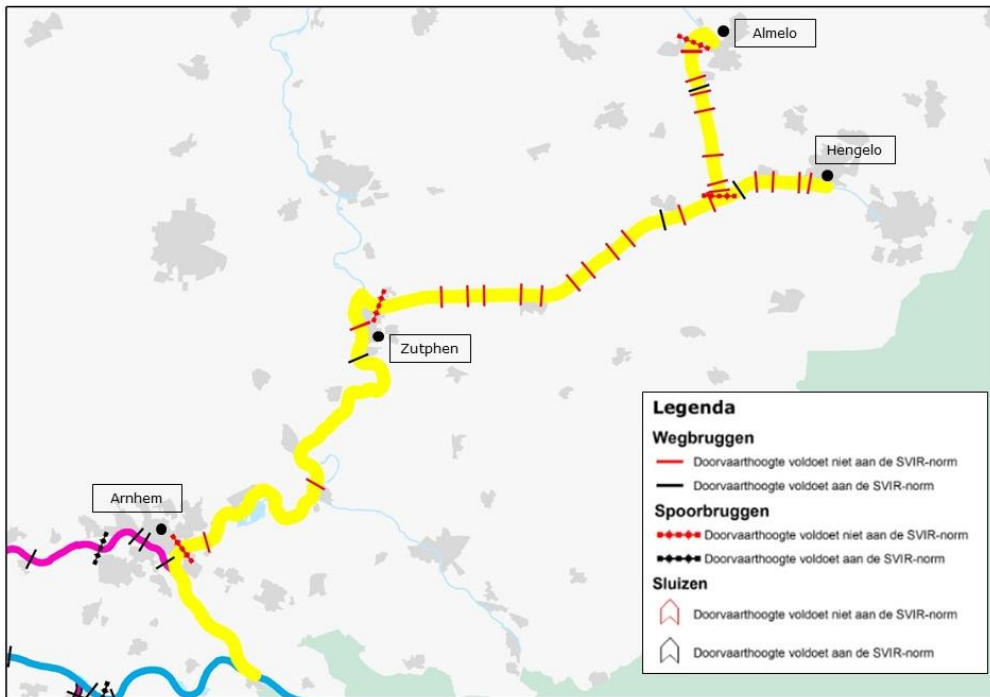 Almelo
Hengelo
Zutphen
Arnhem
Legenda
Wegbruggen
Doorvaarthoogte voldoet niet aan de SVIR-norm
Doorvaarthoogte voldoet aan de SVIR-norm
Spoorbruggen
Doorvaarthoogte voldoet niet aan de SVIR-norm
Doorvaarthoogte voldoet aan de SVIR-norm
Sluizen
Doorvaarthoogte voldoet niet aan de SVIR-norm
Doorvaarthoogte voldoet aan de SVIR-norm